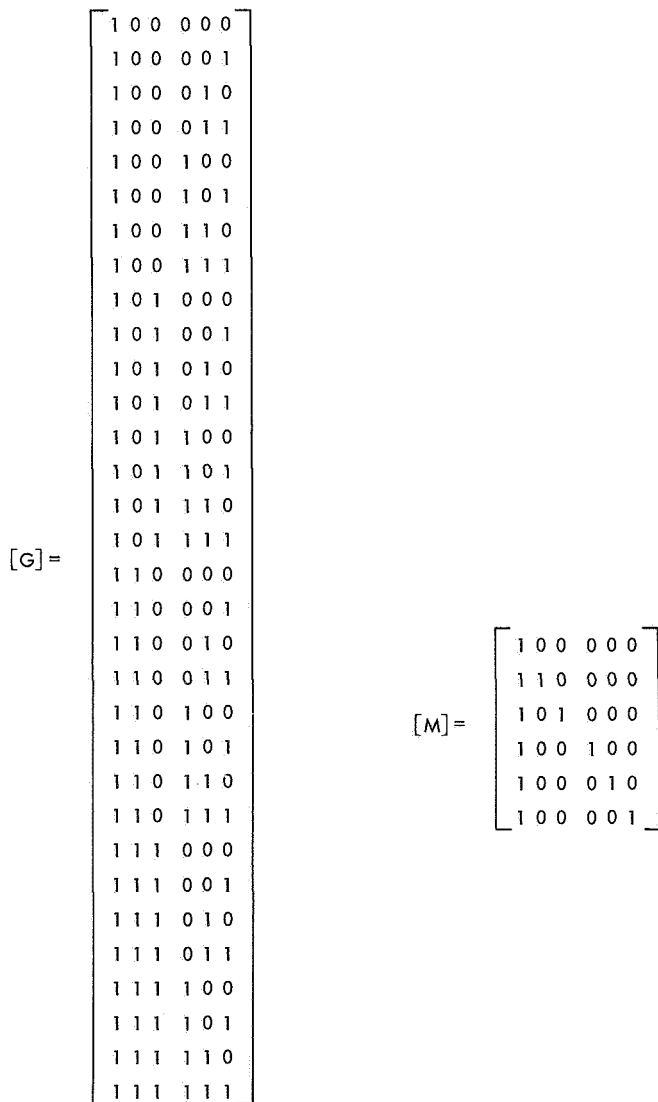 1 0 0 0 0 0
1 0 0 0 0 1
1 0 0 0 1 0
1 0 0 0 1 1
1 0 0 1 0 0
1 0 0 1 0 1
1 0 0 1 1 0
1 0 0 1 1 1
1 0 1 0 0 0
1 0 1 0 0 1
1 0 1 0 1 0
1 0 1 0 1 1
1 0 1 1 0 0
1 0 1 1 0 1
1 0 1 1 1 0
1 0 1 1 1 1
[G]=
1 1 0 0 0 0
1 1 0 0 0 1
1 1 0 0 1 0
1 1 0 0 1 1
1 1 0 1 0 0
1 1 0 1 0 1
1 1 0 1 1 0
1 1 0 1 1 1
1 1 1 0 0 0
1 1 1 0 0 1
1 1 1 0 1 0
1 1 1 0 1 1
1 1 1 1 0 0
1 1 1 1 0 1
1 1 1 1 1 0
1 1 1 1 1 1
[M]=
1 0 0 0 0 0
1 1 0 0 0 0
1 0 1 0 0 0
1 0 0 1 0 0
1 0 0 0 1 0
1 0 0 0 0 1